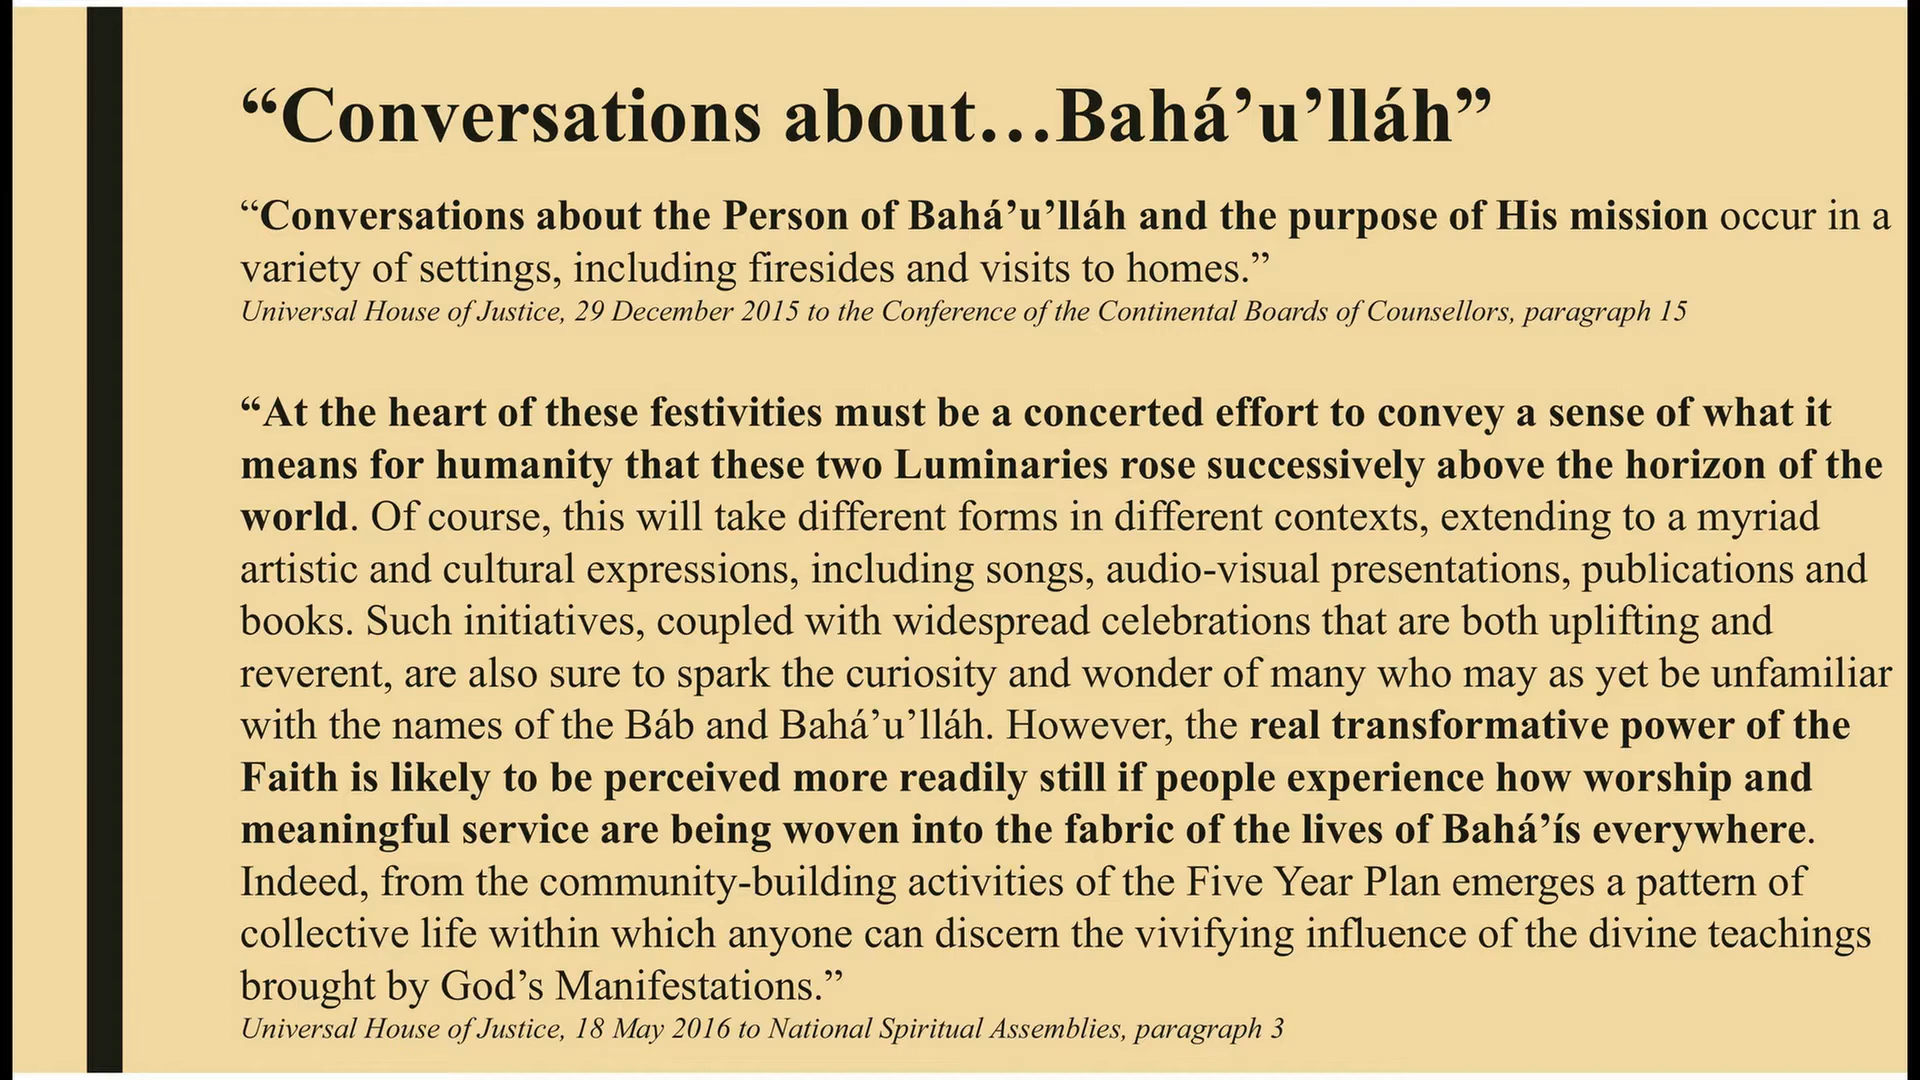 “Conversations about…Bahá’u’lláh”
“Conversations about the Person of Bahá’u’lláh and the purpose of His mission occur in a
variety of settings, including firesides and visits to homes.”
Universal House of Justice, 29 December 2015 to the Conference of the Continental Boards of Counsellors, paragraph 15
“At the heart of these festivities must be a concerted effort to convey a sense of what it
means for humanity that these two Luminaries rose successively above the horizon of the
world. Of course, this will take different forms in different contexts, extending to a myriad
artistic and cultural expressions, including songs, audio-visual presentations, publications and
books. Such initiatives, coupled with widespread celebrations that are both uplifting and
reverent, are also sure to spark the curiosity and wonder of many who may as yet be unfamiliar
with the names of the Báb and Bahá’u’lláh. However, the real transformative power of the
Faith is likely to be perceived more readily still if people experience how worship and
meaningful service are being woven into the fabric of the lives of Bahá’ís everywhere.
Indeed, from the community-building activities of the Five Year Plan emerges a pattern of
collective life within which anyone can discern the vivifying influence of the divine teachings
brought by God’s Manifestations.”
Universal House of Justice, 18 May 2016 to National Spiritual Assemblies, paragraph 3